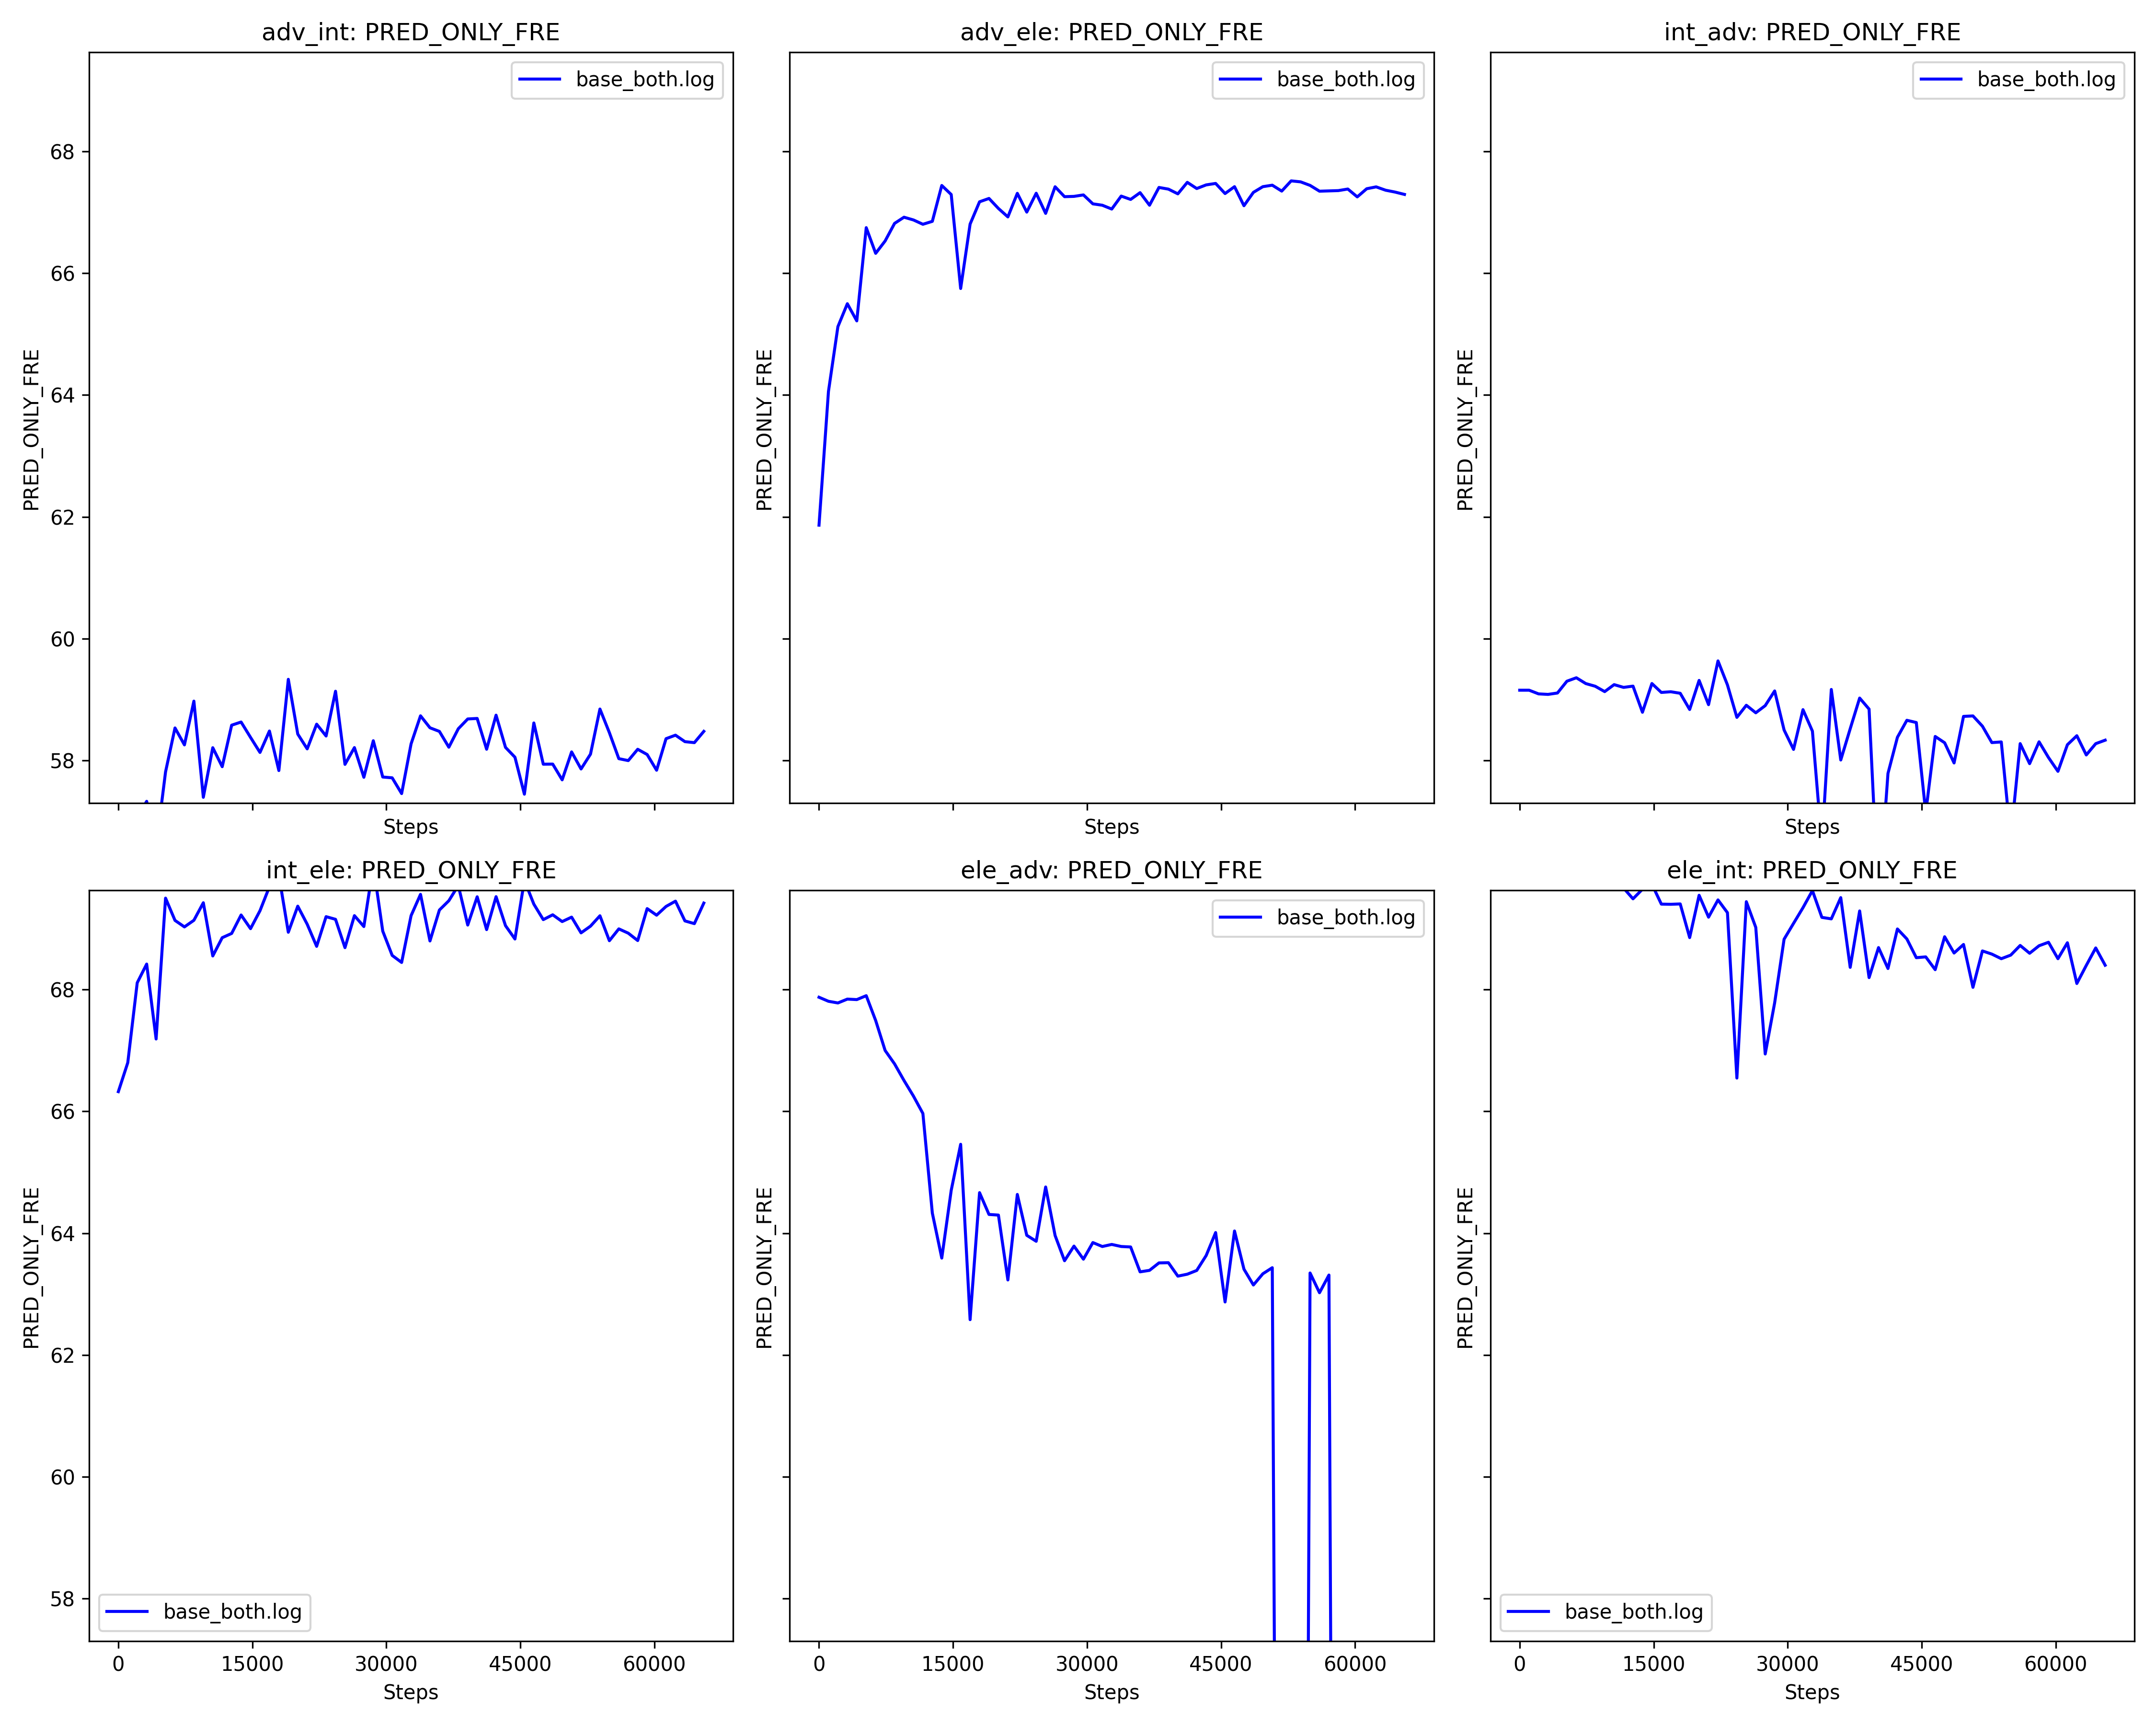 adv_int: PRED_ONLY_FRE
adv_ele: PRED_ONLY_FRE
int_adv: PRED_ONLY_FRE
base_both.log
base_both.log
base_both.log
68
66
64
62
60
58
PRED_ONLY_FRE
PRED_ONLY_FRE
PRED_ONLY_FRE
Steps
Steps
Steps
int_ele: PRED_ONLY_FRE
ele_adv: PRED_ONLY_FRE
ele_int: PRED_ONLY_FRE
base_both.log
68
66
64
62
60
58
PRED_ONLY_FRE
PRED_ONLY_FRE
PRED_ONLY_FRE
base_both.log
base_both.log
0 15000 30000 45000 60000
0 15000 30000 45000 60000
0 15000 30000 45000 60000
Steps
Steps
Steps